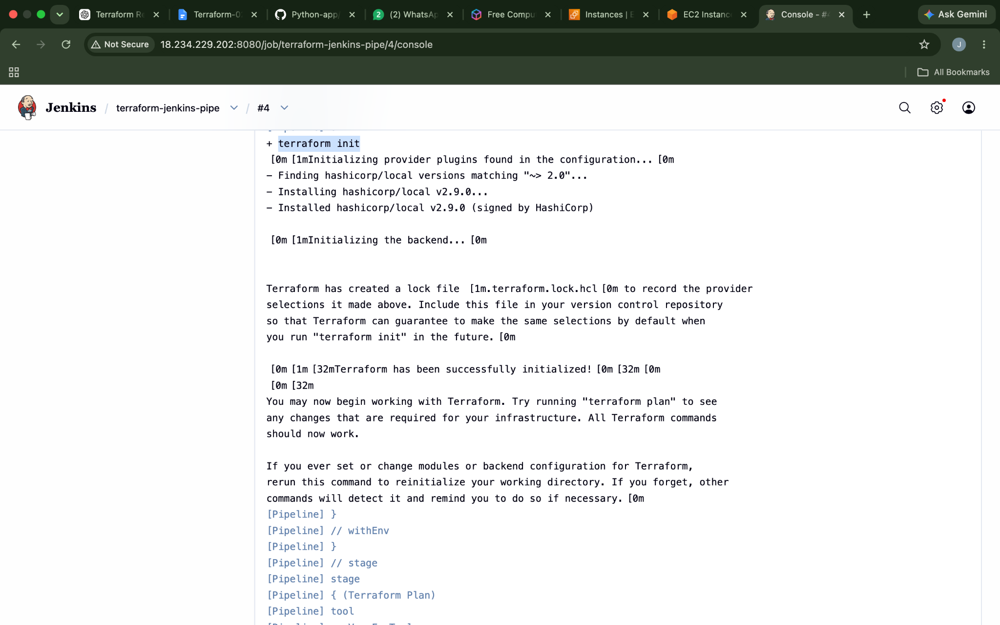 Terraform Re
Terraform-02
Python-app/
2 (2) WhatsAp
Free Compu
Instances | E
EC2 Instanc
Console - #4
Ask Gemini
Not Secure 18.234.229.202:8080/job/terraform-jenkins-pipe/4/console
J
All Bookmarks
Jenkins / terraform-jenkins-pipe / #4
+ terraform init
[0m [1mInitializing provider plugins found in the configuration... [0m
- Finding hashicorp/local versions matching "~> 2.0"...
- Installing hashicorp/local v2.9.0...
- Installed hashicorp/local v2.9.0 (signed by HashiCorp)
[0m [1mInitializing the backend... [0m
Terraform has created a lock file [1m.terraform.lock.hcl [0m to record the provider
selections it made above. Include this file in your version control repository
so that Terraform can guarantee to make the same selections by default when
you run "terraform init" in the future. [0m
[0m [1m [32mTerraform has been successfully initialized! [0m [32m [0m
[0m [32m
You may now begin working with Terraform. Try running "terraform plan" to see
any changes that are required for your infrastructure. All Terraform commands
should now work.
If you ever set or change modules or backend configuration for Terraform,
rerun this command to reinitialize your working directory. If you forget, other
commands will detect it and remind you to do so if necessary. [0m
[Pipeline] }
[Pipeline] // withEnv
[Pipeline] }
[Pipeline] // stage
[Pipeline] stage
[Pipeline] { (Terraform Plan)
[Pipeline] tool